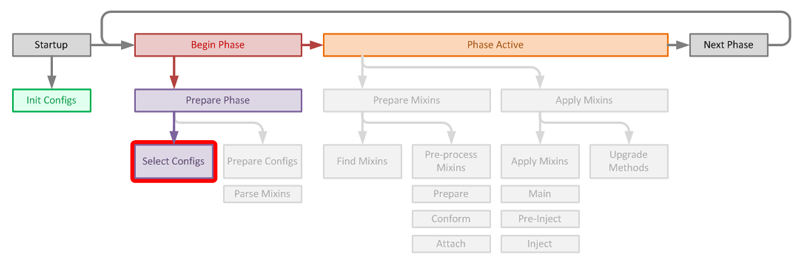 Startup
Begin Phase
Phase Active
Next Phase
Init Configs
Prepare Phase
Prepare Mixins
Apply Mixins
Select Configs
Prepare Configs
Find Mixins
Pre-process
Mixins
Apply Mixins
Upgrade
Methods
Parse Mixins
Prepare
Main
Conform
Pre-Inject
Attach
Inject